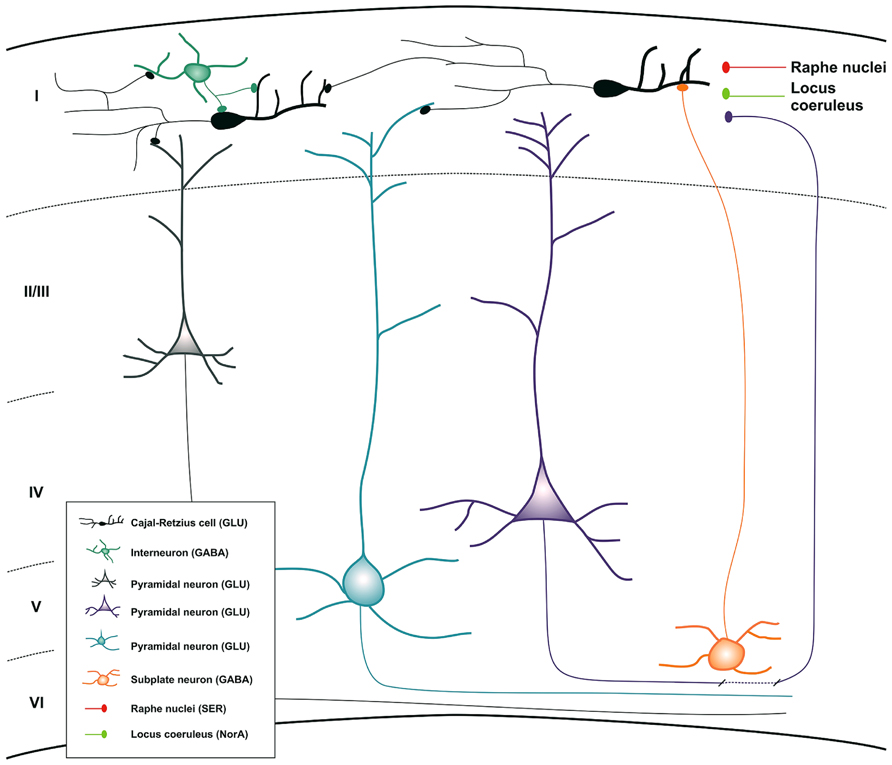 I
Raphe nuclei
Locus
coeruleus
II/III
IV
V
VI
Cajal-Retzius cell (GLU)
Interneuron (GABA)
Pyramidal neuron (GLU)
Pyramidal neuron (GLU)
Pyramidal neuron (GLU)
Subplate neuron (GABA)
Raphe nuclei (SER)
Locus coeruleus (NorA)